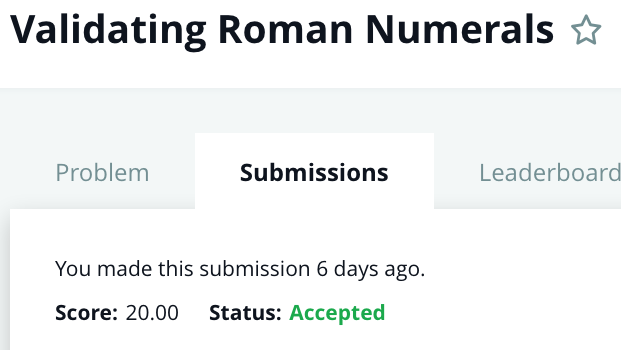 Validating Roman Numerals
Problem Submissions Leaderboard
You made this submission 6 days ago.
Score: 20.00 Status: Accepted